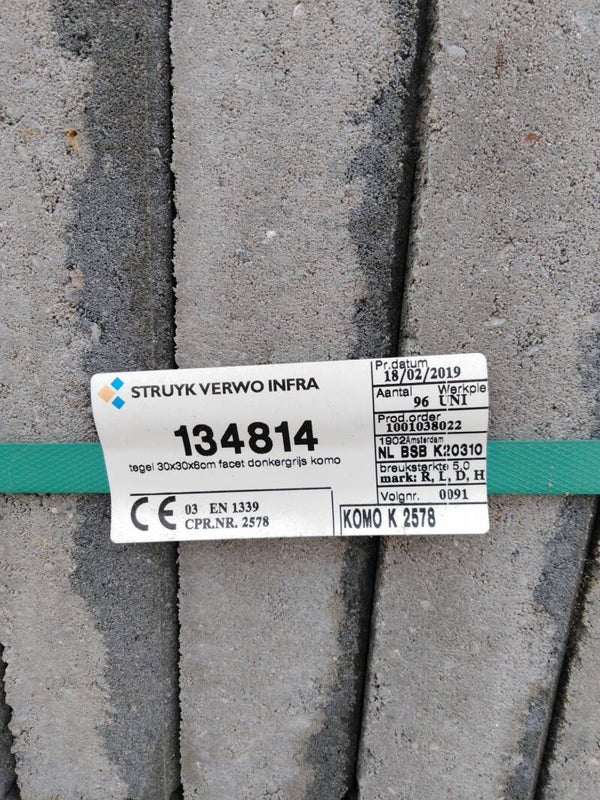 STRUYK VERWO INFRA
134814
tegel 30x30x6cm facet donkergrijs komo
CE 03 EN 1339
CPR.NR. 2578
Pr.datum
18/02/2019
Aantal Werkple
96 UNI
Prod.order
1001038022
1902Amsterdam
NL BSB K20310
breuksterkte 5,0
mark: R, L, D, H
Volgnr. 0091
KOMO K 2578